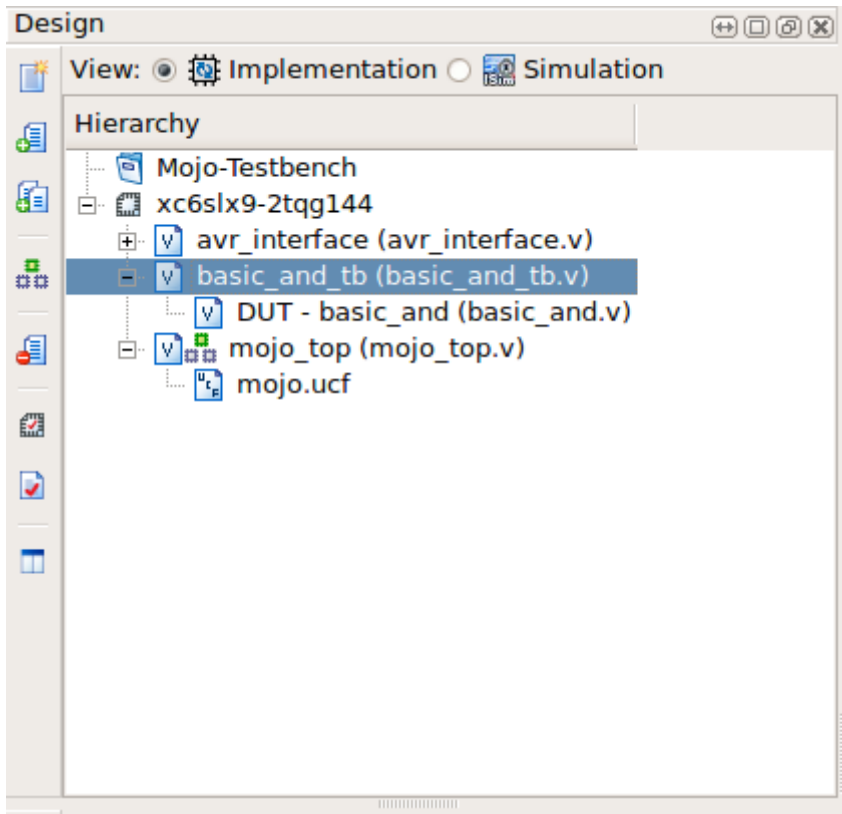 Design
View: Implementation Simulation
Hierarchy
Mojo-Testbench
xc6slx9-2tqg144
avr_interface (avr_interface.v)
basic_and_tb (basic_and_tb.v)
DUT - basic_and (basic_and.v)
mojo_top (mojo_top.v)
mojo.ucf